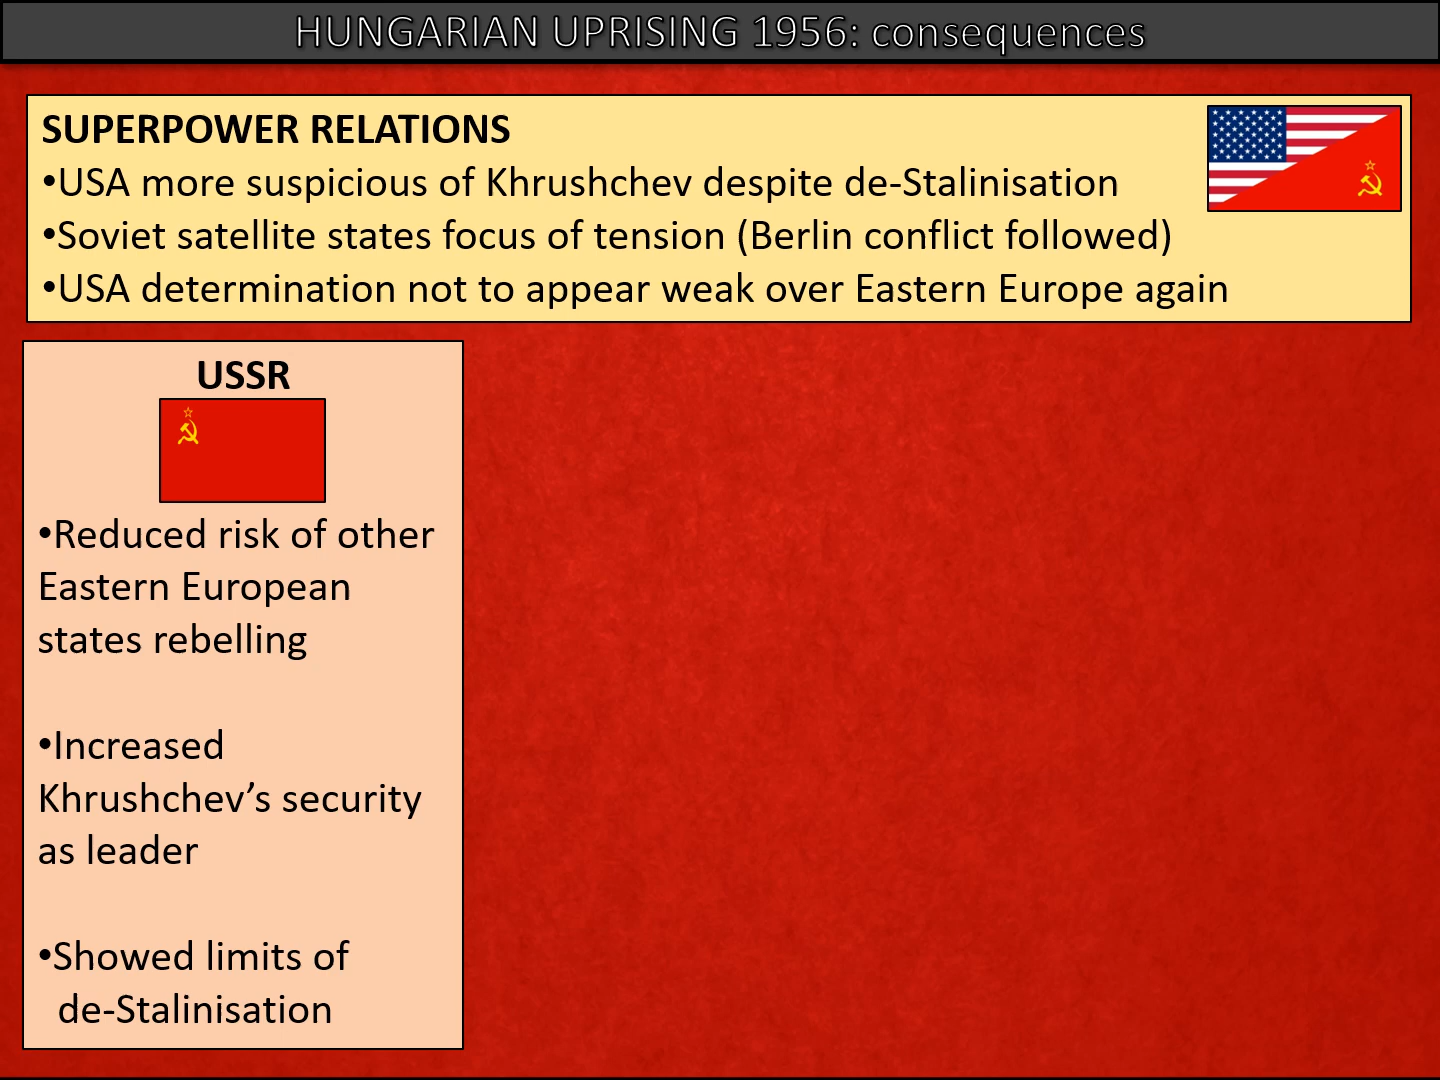 HUNGARIAN UPRISING 1956: consequences
SUPERPOWER RELATIONS
•USA more suspicious of Khrushchev despite de-Stalinisation
•Soviet satellite states focus of tension (Berlin conflict followed)
•USA determination not to appear weak over Eastern Europe again
USSR
•Reduced risk of other
Eastern European
states rebelling
•Increased
Khrushchev’s security
as leader
•Showed limits of
de-Stalinisation